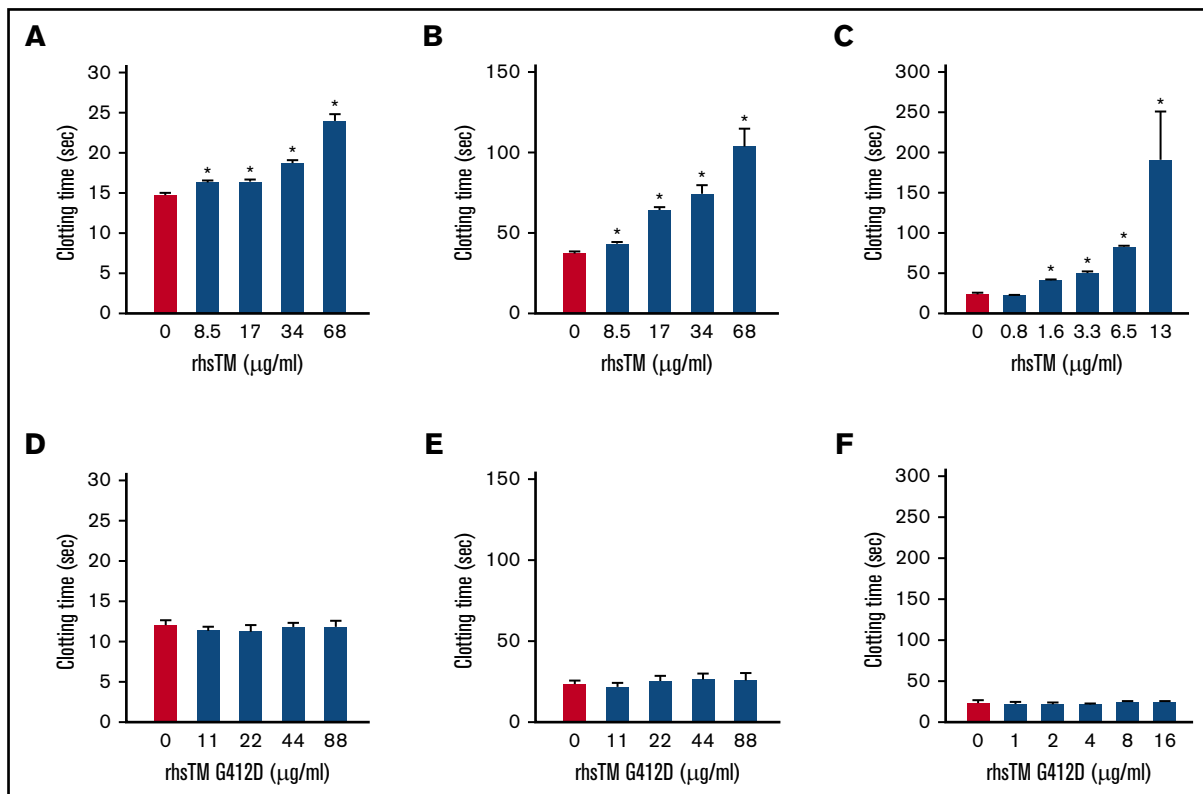 A
Clotting time (sec)
30
25
20
15
10
5
0
* * * *
0 8.5 17 34 68
rhsTM (μg/ml)
B
Clotting time (sec)
150
100
50
0
* * * *
0 8.5 17 34 68
rhsTM (μg/ml)
C
Clotting time (sec)
300
250
200
150
100
50
0
* * * *
0 0.8 1.6 3.3 6.5 13
rhsTM (μg/ml)
D
Clotting time (sec)
30
25
20
15
10
5
0
0 11 22 44 88
rhsTM G412D (μg/ml)
E
Clotting time (sec)
150
100
50
0
0 11 22 44 88
rhsTM G412D (μg/ml)
F
Clotting time (sec)
300
250
200
150
100
50
0
0 1 2 4 8 16
rhsTM G412D (μg/ml)